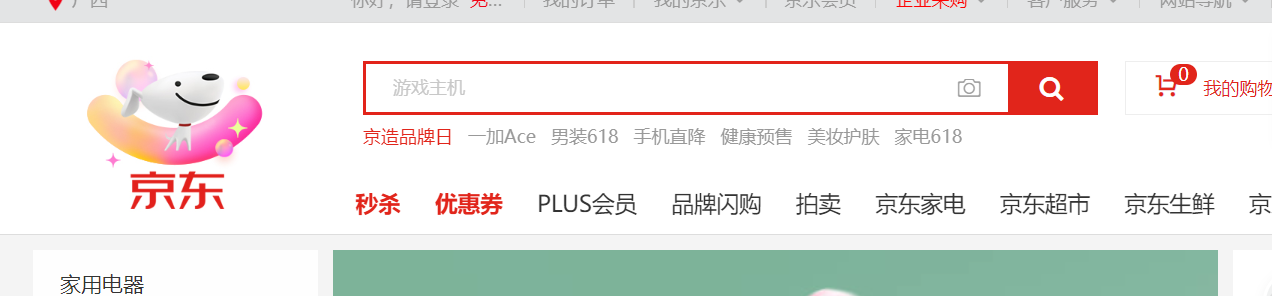 广西 你好，请登录 免... 我的订单 我的京东 京东会员 企业采购 客户服务 网站导航
游戏主机
0 我的购物
京造品牌日 一加Ace 男装618 手机直降 健康预售 美妆护肤 家电618
京东
秒杀 优惠券 PLUS会员 品牌闪购 拍卖 京东家电 京东超市 京东生鲜 京
家用电器